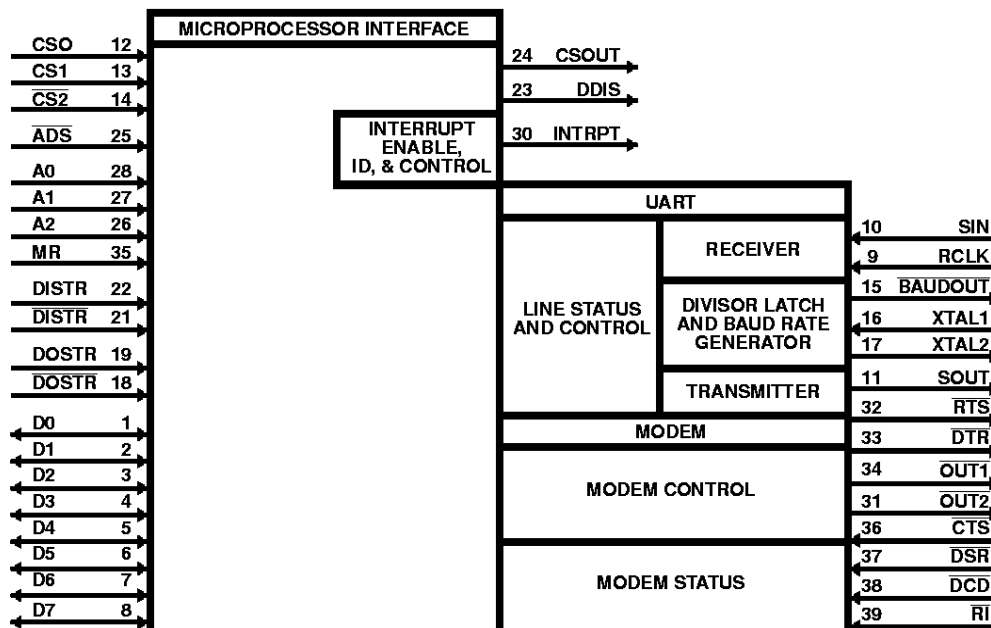 MICROPROCESSOR INTERFACE
CSO 12
CS1 13
CS2 14
ADS 25
A0 28
A1 27
A2 26
MR 35
DISTR 22
DISTR 21
DOSTR 19
DOSTR 18
D0 1
D1 2
D2 3
D3 4
D4 5
D5 6
D6 7
D7 8
24 CSOUT
23 DDIS
30 INTRPT
INTERRUPT
ENABLE,
ID, & CONTROL
UART
LINE STATUS
AND CONTROL
RECEIVER
DIVISOR LATCH
AND BAUD RATE
GENERATOR
TRANSMITTER
MODEM
MODEM CONTROL
MODEM STATUS
10 SIN
9 RCLK
15 BAUDOUT
16 XTAL1
17 XTAL2
11 SOUT
32 RTS
33 DTR
34 OUT1
31 OUT2
36 CTS
37 DSR
38 DCD
39 RI